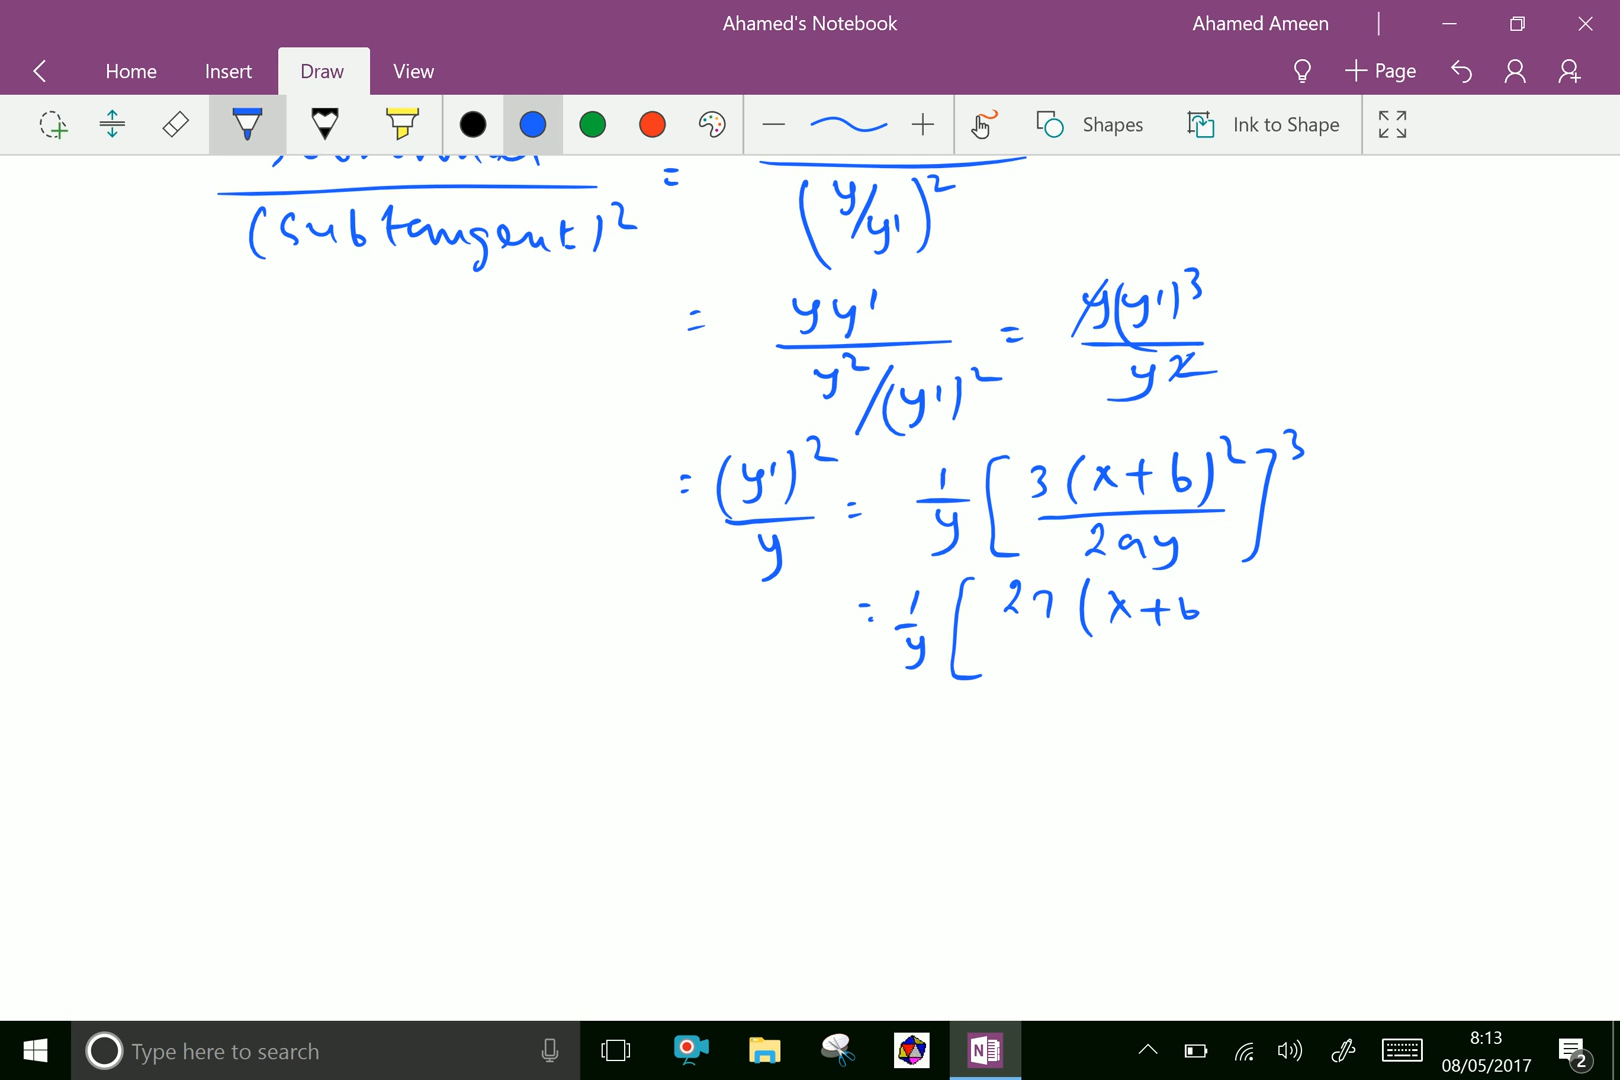 Ahamed's Notebook
Ahamed Ameen
Home Insert Draw View
Page
Shapes Ink to Shape
(subtangent)² = (y/y')²
= yy' / y²/(y')² = y(y')³ / y²
= (y')² / y = 1/y [3(x+b)² / 2ay]³
= 1/y [27(x+b
Type here to search
8:13
08/05/2017
2